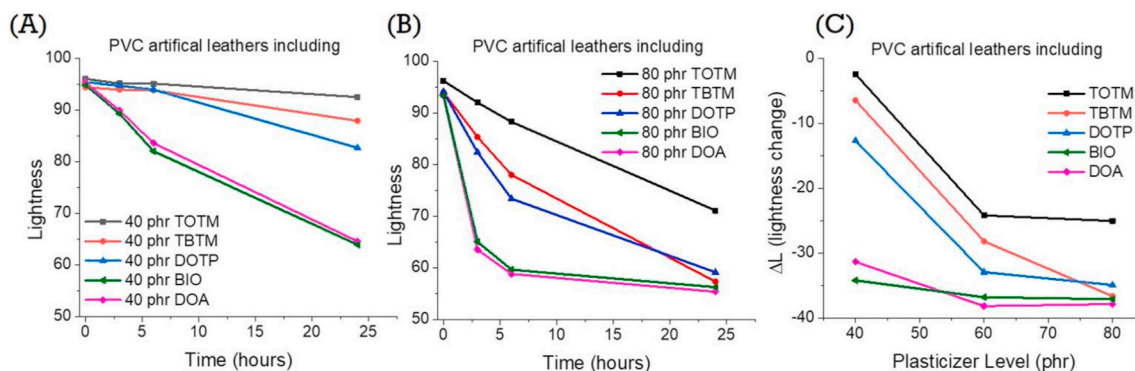 (A)
PVC artifical leathers including
100
90
80
70
60
50
Lightness
0
5
10
15
20
25
Time (hours)
40 phr TOTM
40 phr TBTM
40 phr DOTP
40 phr BIO
40 phr DOA
(B)
PVC artifical leathers including
100
90
80
70
60
50
Lightness
0
5
10
15
20
25
Time (hours)
80 phr TOTM
80 phr TBTM
80 phr DOTP
80 phr BIO
80 phr DOA
(C)
PVC artifical leathers including
0
-10
-20
-30
-40
ΔL (lightness change)
40
50
60
70
80
Plasticizer Level (phr)
TOTM
TBTM
DOTP
BIO
DOA